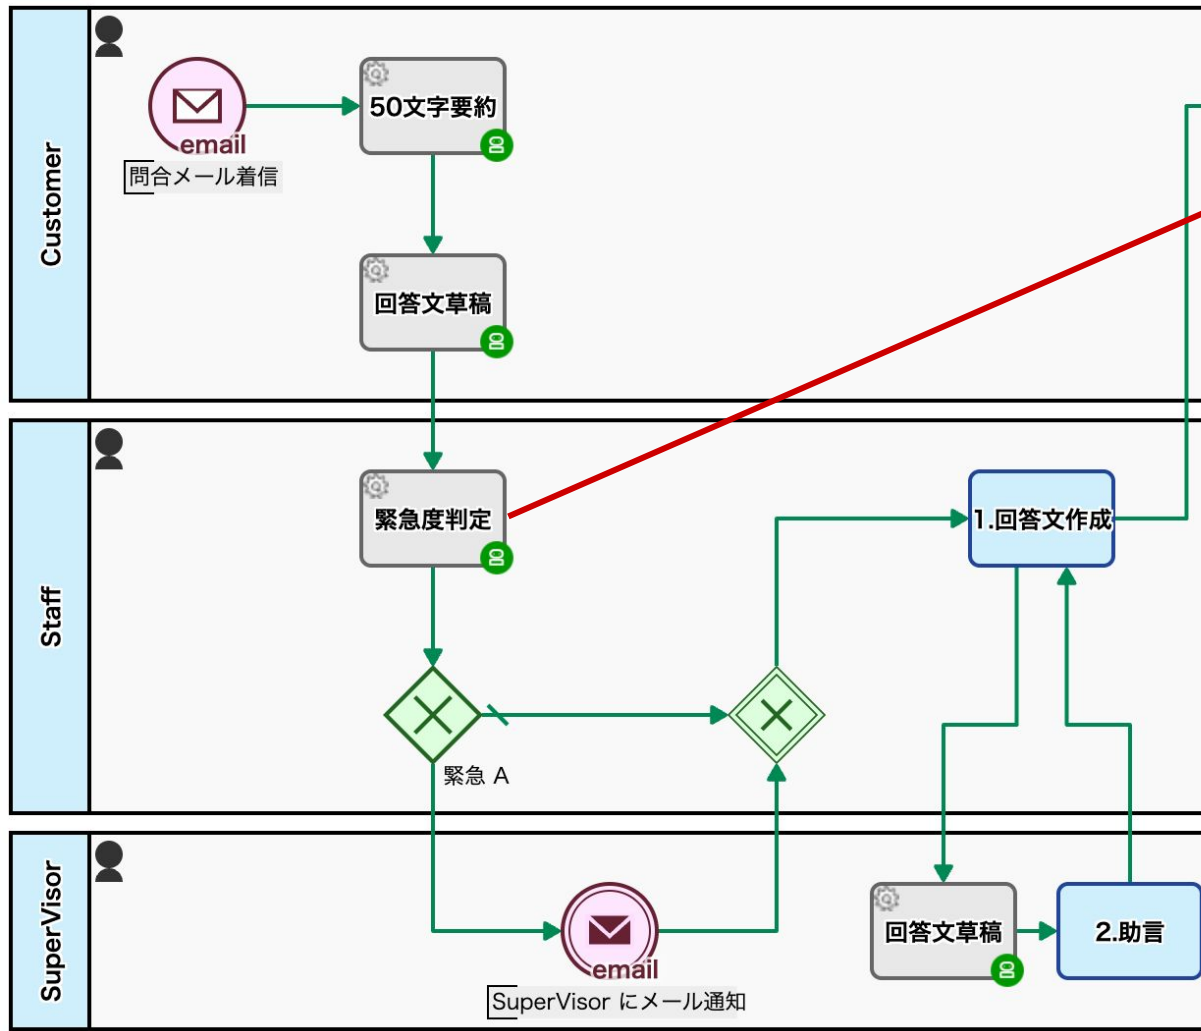 Customer
email
問合メール着信
50文字要約
回答文草稿
Staff
緊急度判定
緊急 A
1.回答文作成
SuperVisor
email
SuperVisor にメール通知
回答文草稿
2.助言